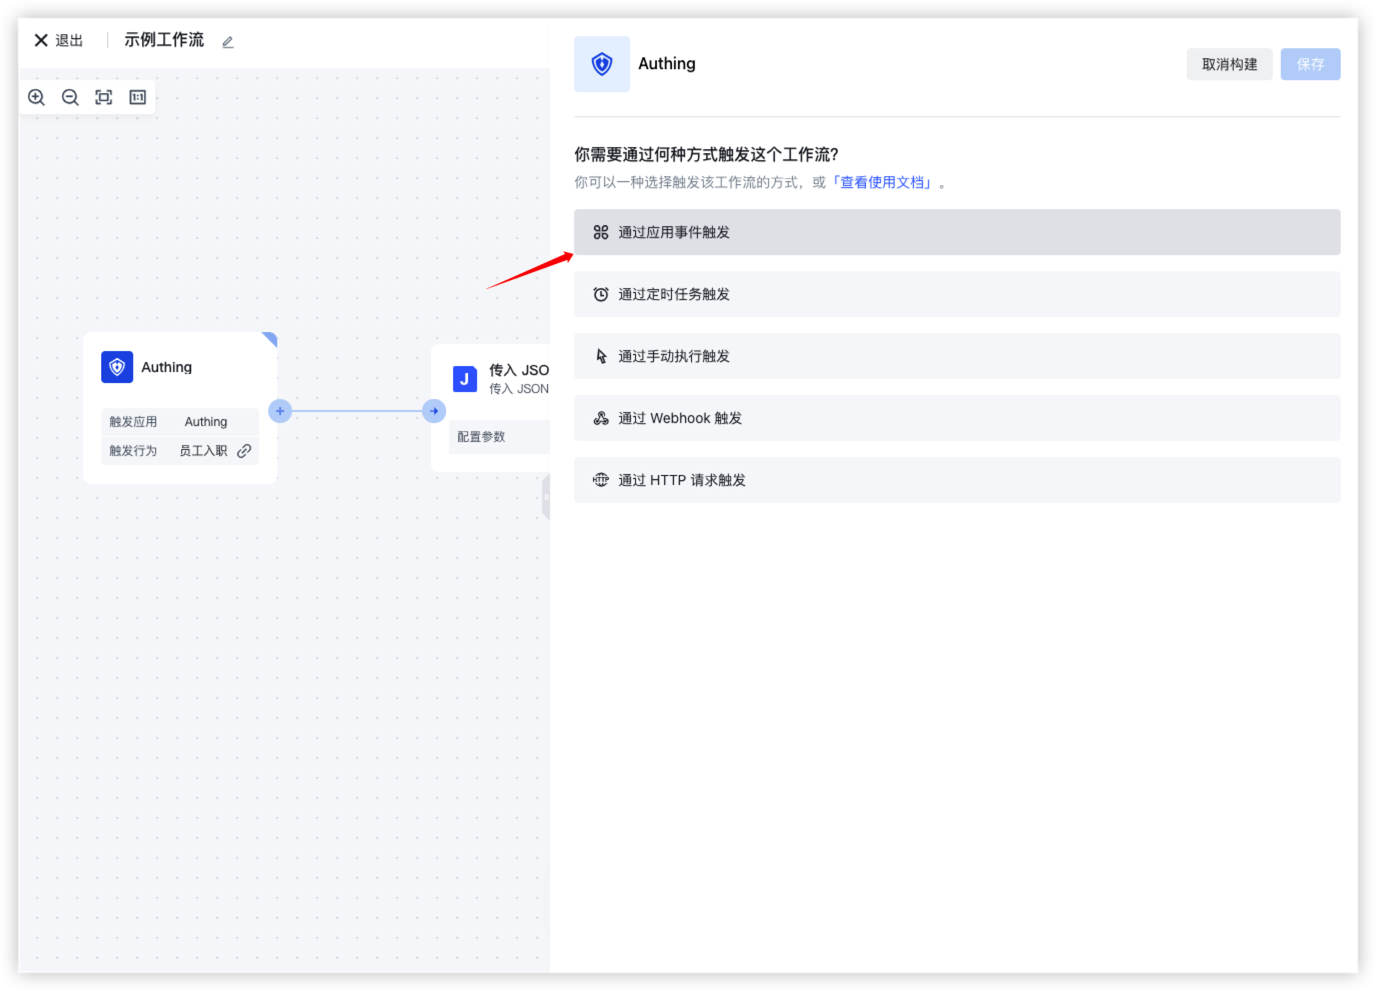 退出
示例工作流
1:1
Authing
触发应用 Authing
触发行为 员工入职
J
传入 JSO
传入 JSON
配置参数
Authing
取消构建
保存
你需要通过何种方式触发这个工作流?
你可以一种选择触发该工作流的方式，或「查看使用文档」。
通过应用事件触发
通过定时任务触发
通过手动执行触发
通过 Webhook 触发
通过 HTTP 请求触发